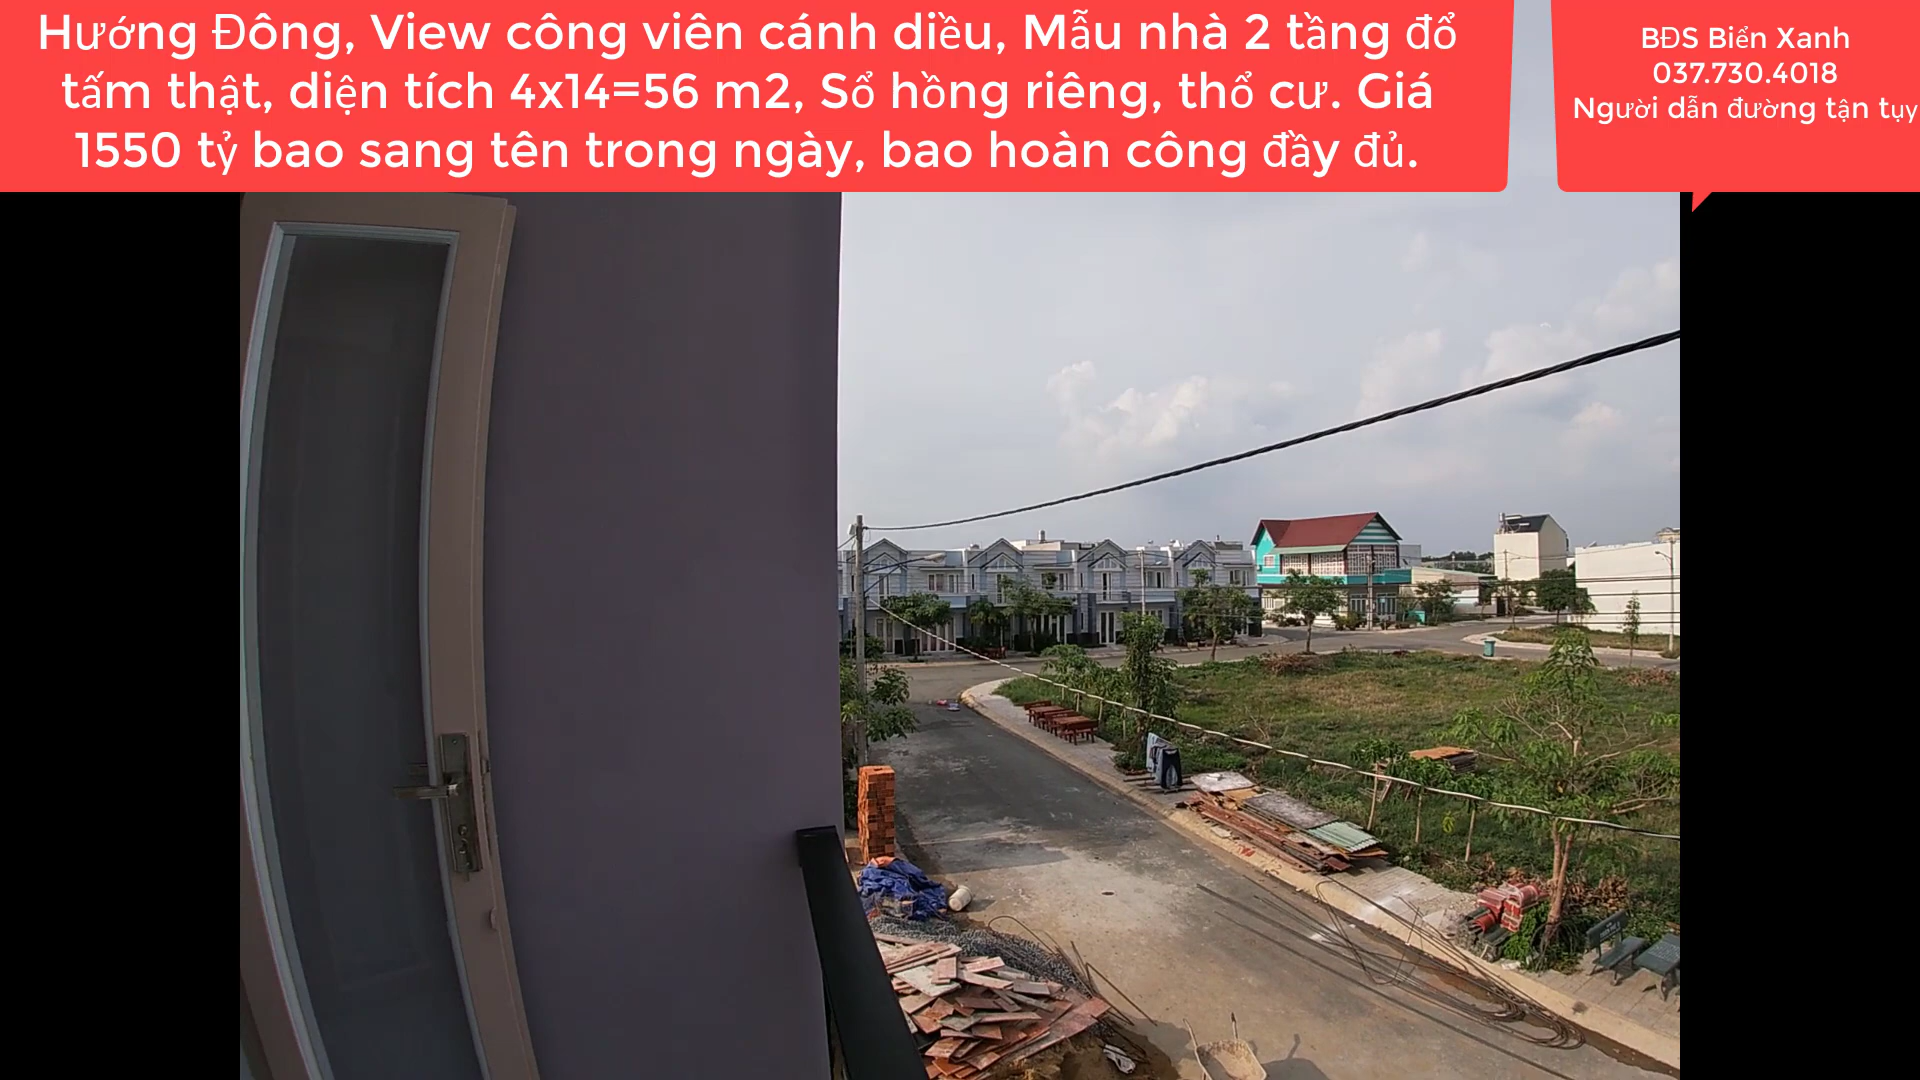 Hướng Đông, View công viên cánh diều, Mẫu nhà 2 tầng đổ
tấm thật, diện tích 4x14=56 m2, Sổ hồng riêng, thổ cư. Giá
1550 tỷ bao sang tên trong ngày, bao hoàn công đầy đủ.
BĐS Biển Xanh
037.730.4018
Người dẫn đường tận tụy